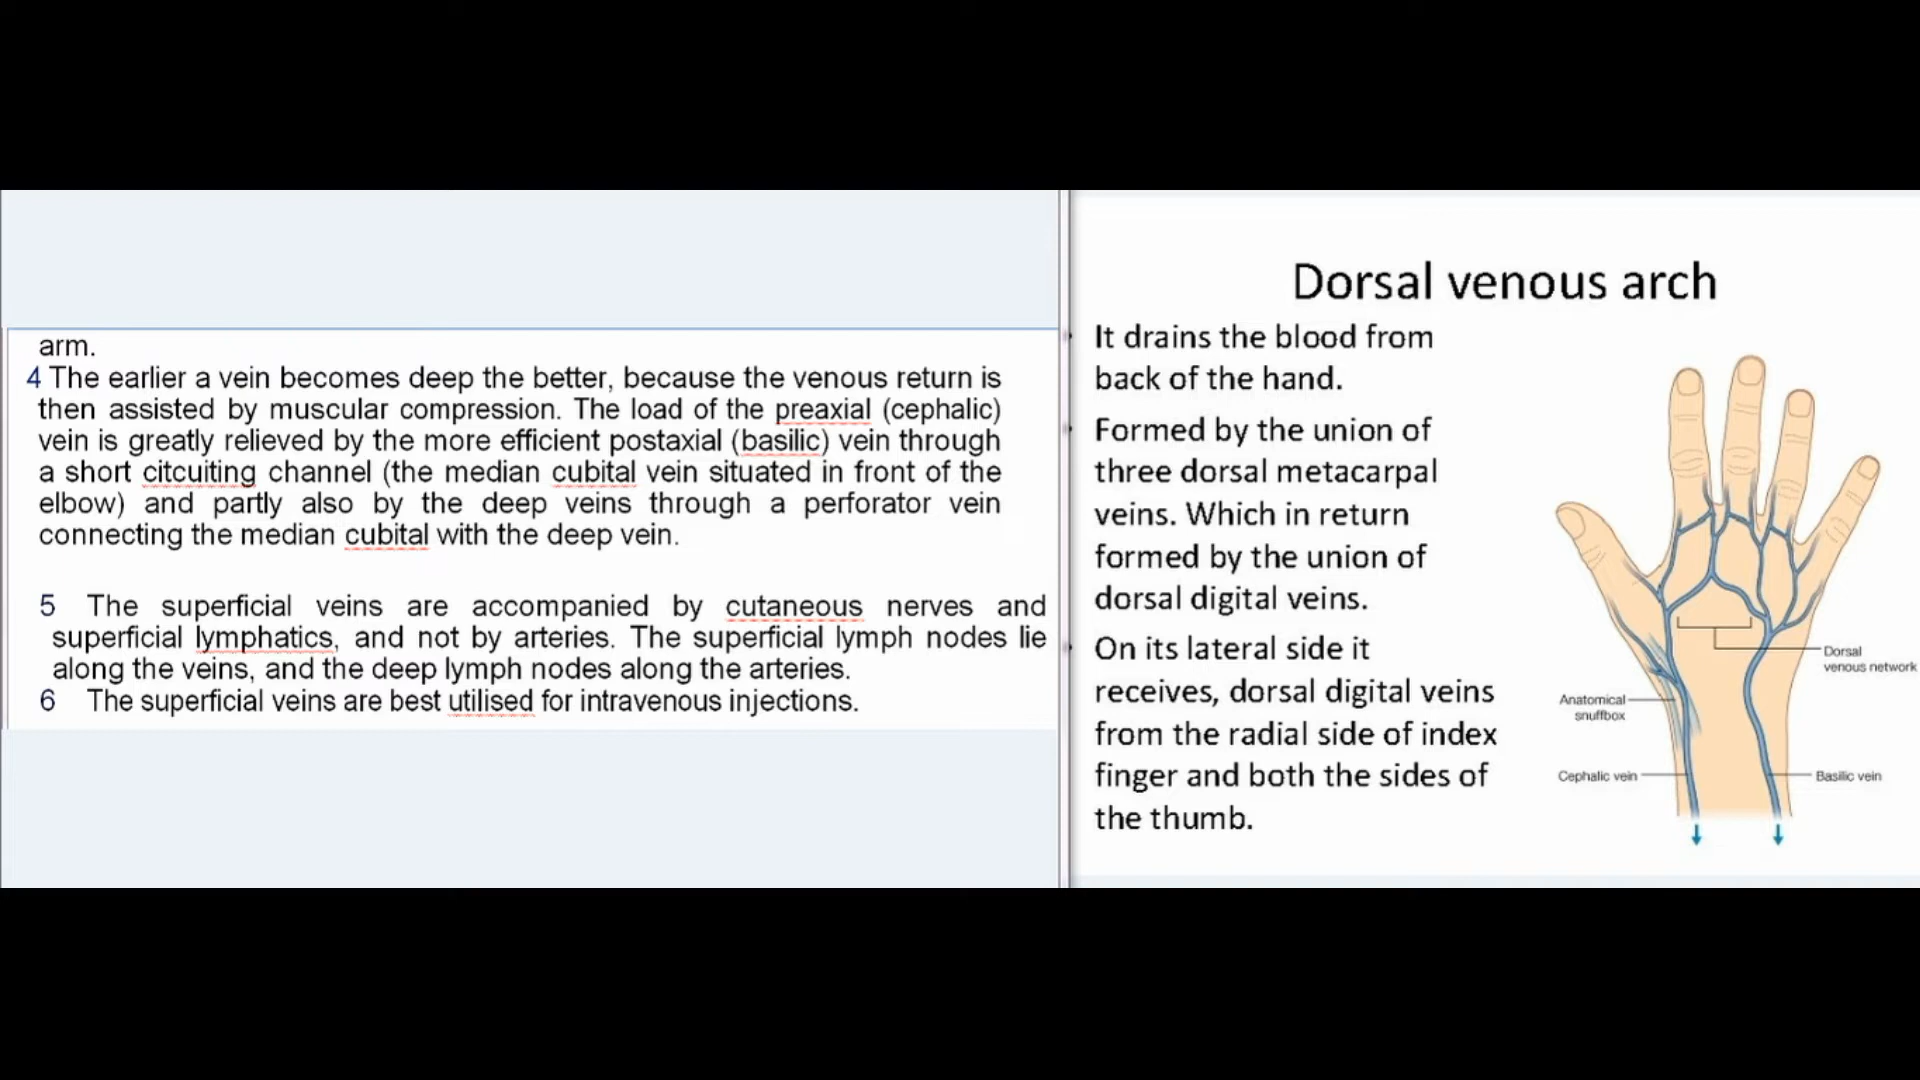 arm.
4 The earlier a vein becomes deep the better, because the venous return is
then assisted by muscular compression. The load of the preaxial (cephalic)
vein is greatly relieved by the more efficient postaxial (basilic) vein through
a short citcuiting channel (the median cubital vein situated in front of the
elbow) and partly also by the deep veins through a perforator vein
connecting the median cubital with the deep vein.
5 The superficial veins are accompanied by cutaneous nerves and
superficial lymphatics, and not by arteries. The superficial lymph nodes lie
along the veins, and the deep lymph nodes along the arteries.
6 The superficial veins are best utilised for intravenous injections.
Dorsal venous arch
It drains the blood from
back of the hand.
Formed by the union of
three dorsal metacarpal
veins. Which in return
formed by the union of
dorsal digital veins.
On its lateral side it
receives, dorsal digital veins
from the radial side of index
finger and both the sides of
the thumb.
Dorsal
venous network
Anatomical
snuffbox
Cephalic vein
Basilic vein